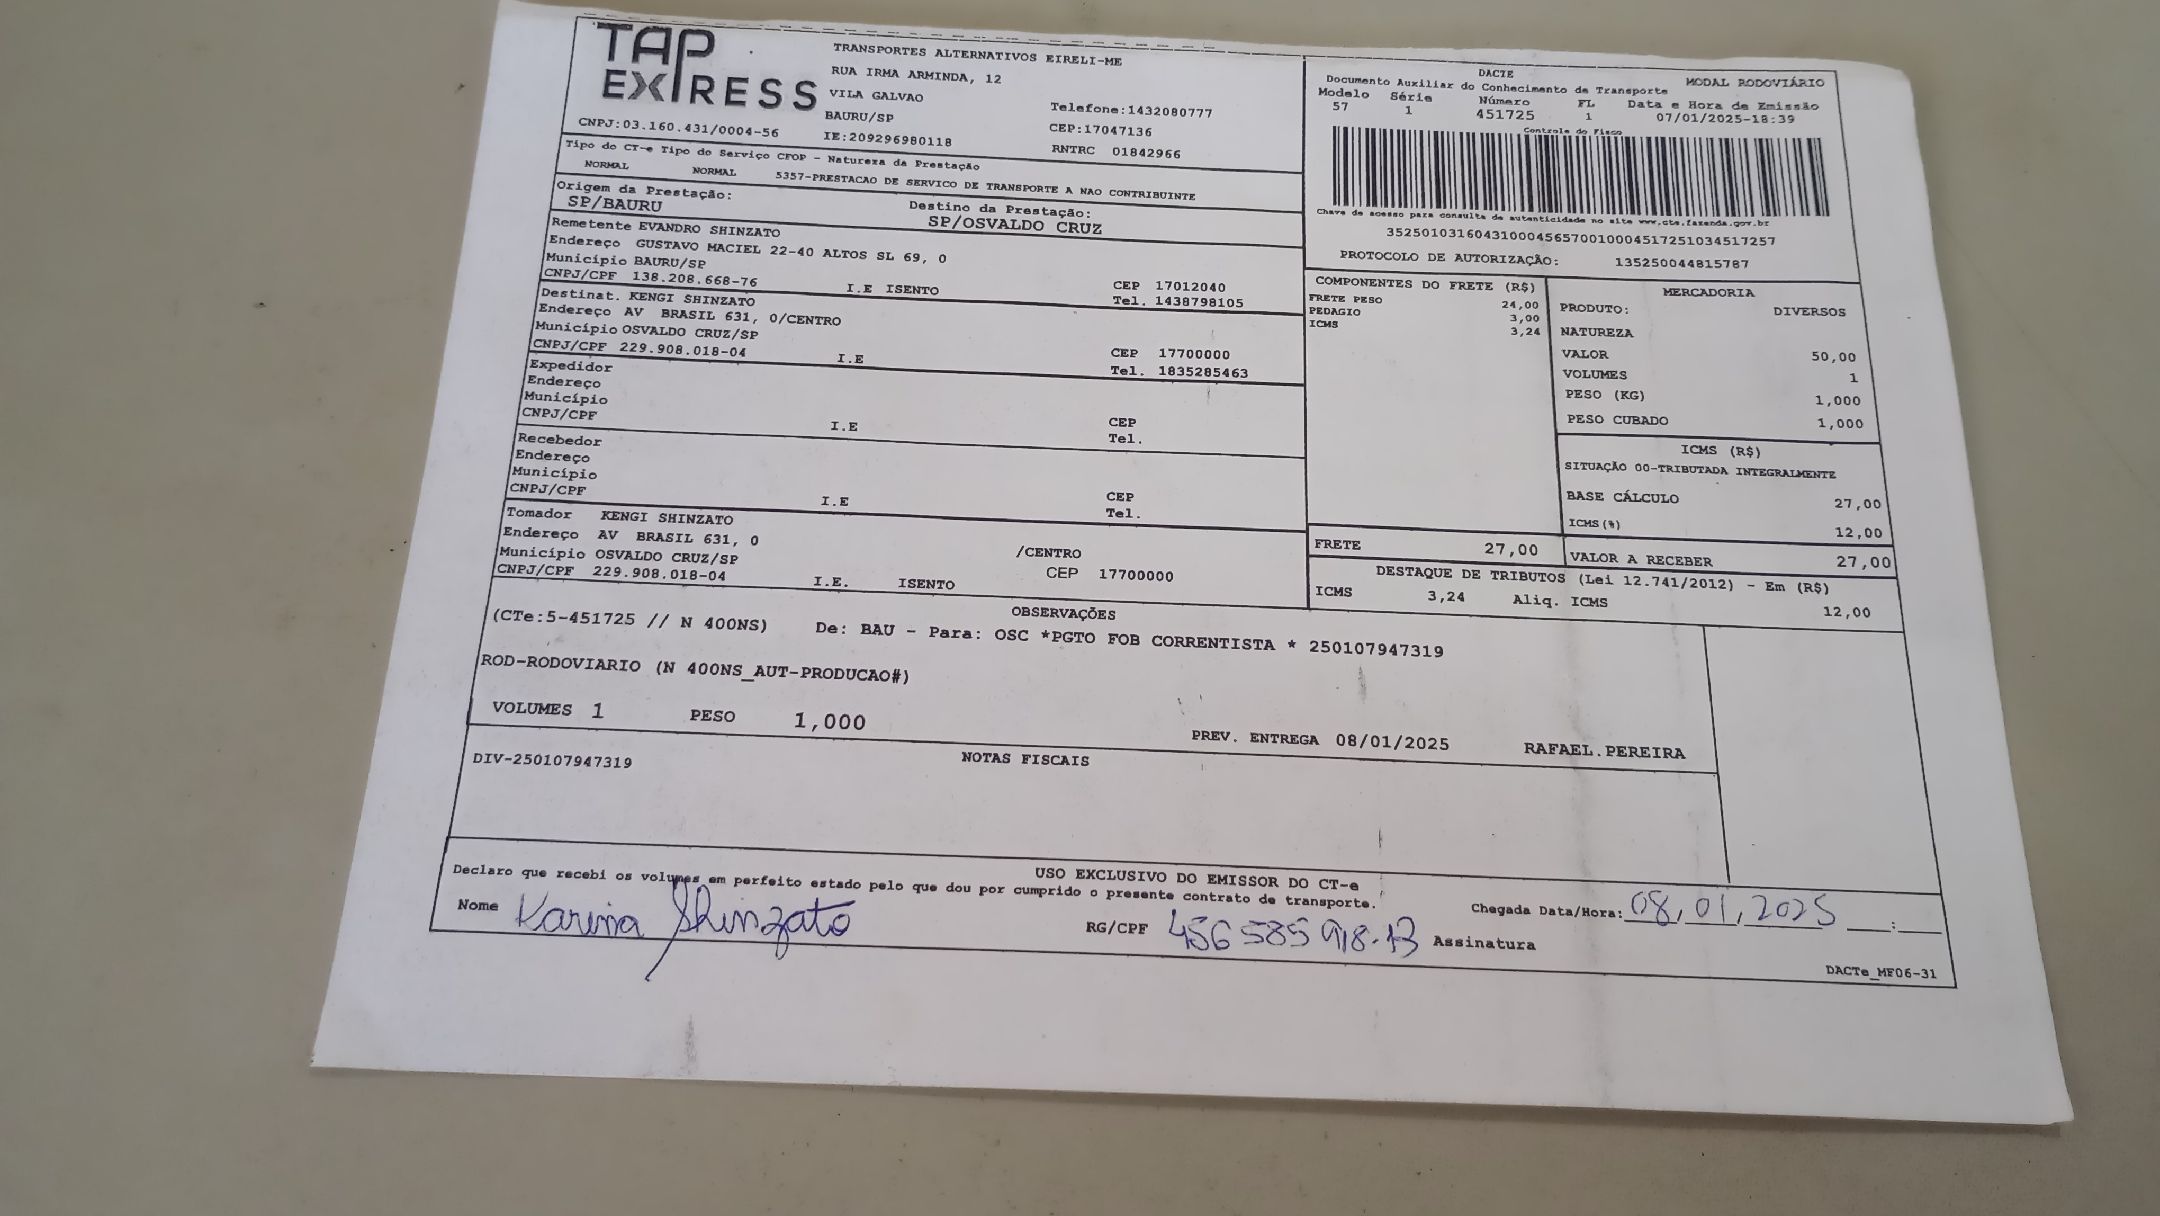 TAP
EXPRESS
TRANSPORTES ALTERNATIVOS EIRELI-ME
RUA IRMA ARMINDA, 12
VILA GALVAO
Telefone:1432080777
BAURU/SP
CEP:17047136
CNPJ:03.160.431/0004-56
IE:209296980118
RNTRC 01842966
DACTE
MODAL RODOVIÁRIO
Documento Auxiliar do Conhecimento de Transporte
Modelo Série Número FL Data e Hora de Emissão
57 1 451725 1 07/01/2025-18:39
Controle do Fisco
Chave de acesso para consulta de autenticidade no site www.cte.fazenda.gov.br
35250103160431000456570010004517251034517257
PROTOCOLO DE AUTORIZAÇÃO: 135250044815787
Tipo do CT-e Tipo do Serviço CFOP - Natureza da Prestação
NORMAL NORMAL 5357-PRESTACAO DE SERVICO DE TRANSPORTE A NAO CONTRIBUINTE
Origem da Prestação: Destino da Prestação:
SP/BAURU SP/OSVALDO CRUZ
Remetente EVANDRO SHINZATO
Endereço GUSTAVO MACIEL 22-40 ALTOS SL 69, 0
Município BAURU/SP CEP 17012040
CNPJ/CPF 138.208.668-76 I.E ISENTO Tel. 1438798105
Destinat. KENGI SHINZATO
Endereço AV BRASIL 631, 0/CENTRO
Município OSVALDO CRUZ/SP CEP 17700000
CNPJ/CPF 229.908.018-04 I.E Tel. 1835285463
Expedidor
Endereço
Município CEP
CNPJ/CPF I.E Tel.
Recebedor
Endereço
Município CEP
CNPJ/CPF I.E Tel.
Tomador KENGI SHINZATO
Endereço AV BRASIL 631, 0 /CENTRO
Município OSVALDO CRUZ/SP CEP 17700000
CNPJ/CPF 229.908.018-04 I.E. ISENTO
COMPONENTES DO FRETE (R$)
FRETE PESO 24,00
PEDAGIO 3,00
ICMS 3,24
MERCADORIA
PRODUTO: DIVERSOS
NATUREZA
VALOR 50,00
VOLUMES 1
PESO (KG) 1,000
PESO CUBADO 1,000
ICMS (R$)
SITUAÇÃO 00-TRIBUTADA INTEGRALMENTE
BASE CÁLCULO 27,00
ICMS(%) 12,00
FRETE 27,00 VALOR A RECEBER 27,00
DESTAQUE DE TRIBUTOS (Lei 12.741/2012) - Em (R$)
ICMS 3,24 Aliq. ICMS 12,00
OBSERVAÇÕES
(CTe:5-451725 // N 400NS) De: BAU - Para: OSC *PGTO FOB CORRENTISTA * 250107947319
ROD-RODOVIARIO (N 400NS_AUT-PRODUCAO#)
VOLUMES 1 PESO 1,000 PREV. ENTREGA 08/01/2025 RAFAEL.PEREIRA
NOTAS FISCAIS
DIV-250107947319
USO EXCLUSIVO DO EMISSOR DO CT-e
Declaro que recebi os volumes em perfeito estado pelo que dou por cumprido o presente contrato de transporte.
Chegada Data/Hora: 08,01,2025 :
Nome Karina Shinzato RG/CPF Assinatura
DACTe_MF06-31